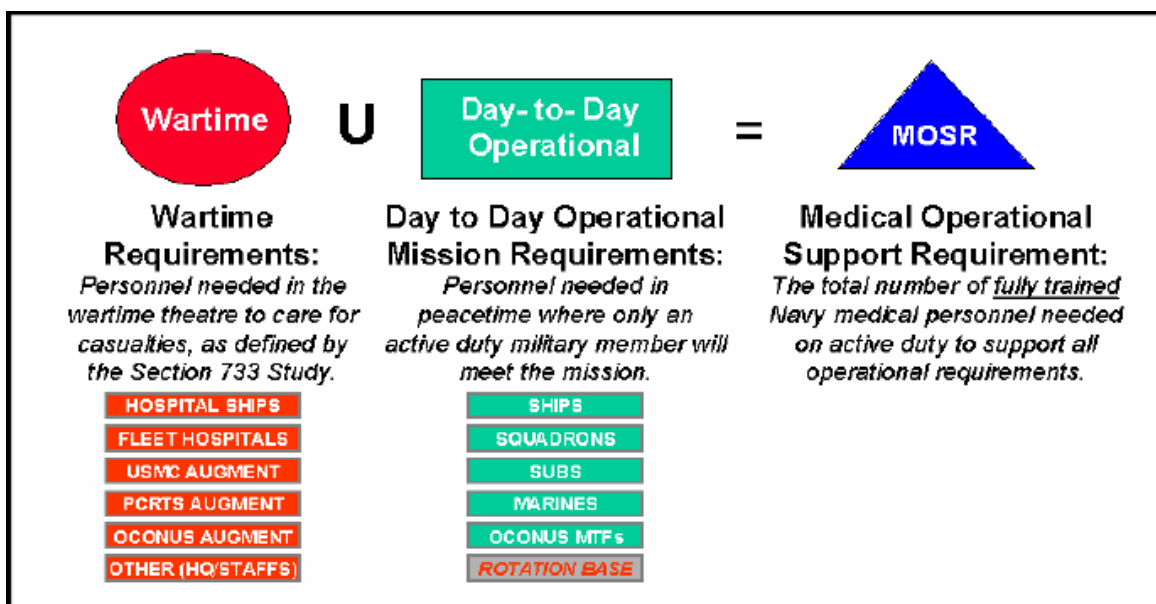 Wartime
U
Day- to- Day
Operational
=
MOSR
Wartime
Requirements:
Personnel needed in the
wartime theatre to care for
casualties, as defined by
the Section 733 Study.
HOSPITAL SHIPS
FLEET HOSPITALS
USMC AUGMENT
PCRTS AUGMENT
OCONUS AUGMENT
OTHER (HQ/STAFFS)
Day to Day Operational
Mission Requirements:
Personnel needed in
peacetime where only an
active duty military member will
meet the mission.
SHIPS
SQUADRONS
SUBS
MARINES
OCONUS MTFs
ROTATION BASE
Medical Operational
Support Requirement:
The total number of fully trained
Navy medical personnel needed
on active duty to support all
operational requirements.